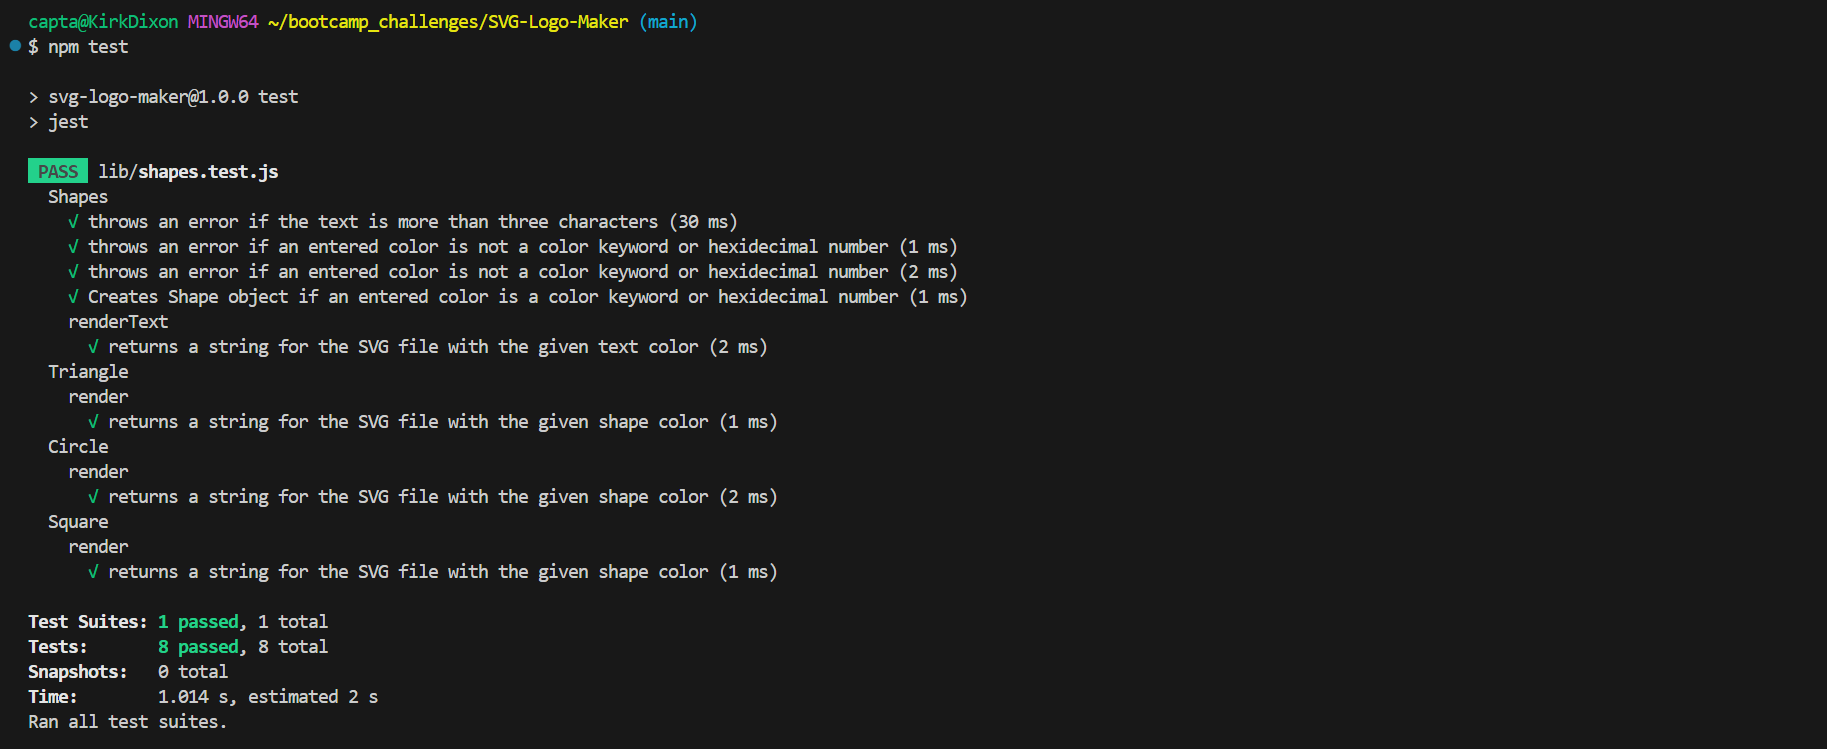 capta@KirkDixon MINGW64 ~/bootcamp_challenges/SVG-Logo-Maker (main)
$ npm test
> svg-logo-maker@1.0.0 test
> jest
PASS lib/shapes.test.js
Shapes
√ throws an error if the text is more than three characters (30 ms)
√ throws an error if an entered color is not a color keyword or hexidecimal number (1 ms)
√ throws an error if an entered color is not a color keyword or hexidecimal number (2 ms)
√ Creates Shape object if an entered color is a color keyword or hexidecimal number (1 ms)
renderText
√ returns a string for the SVG file with the given text color (2 ms)
Triangle
render
√ returns a string for the SVG file with the given shape color (1 ms)
Circle
render
√ returns a string for the SVG file with the given shape color (2 ms)
Square
render
√ returns a string for the SVG file with the given shape color (1 ms)
Test Suites: 1 passed, 1 total
Tests: 8 passed, 8 total
Snapshots: 0 total
Time: 1.014 s, estimated 2 s
Ran all test suites.